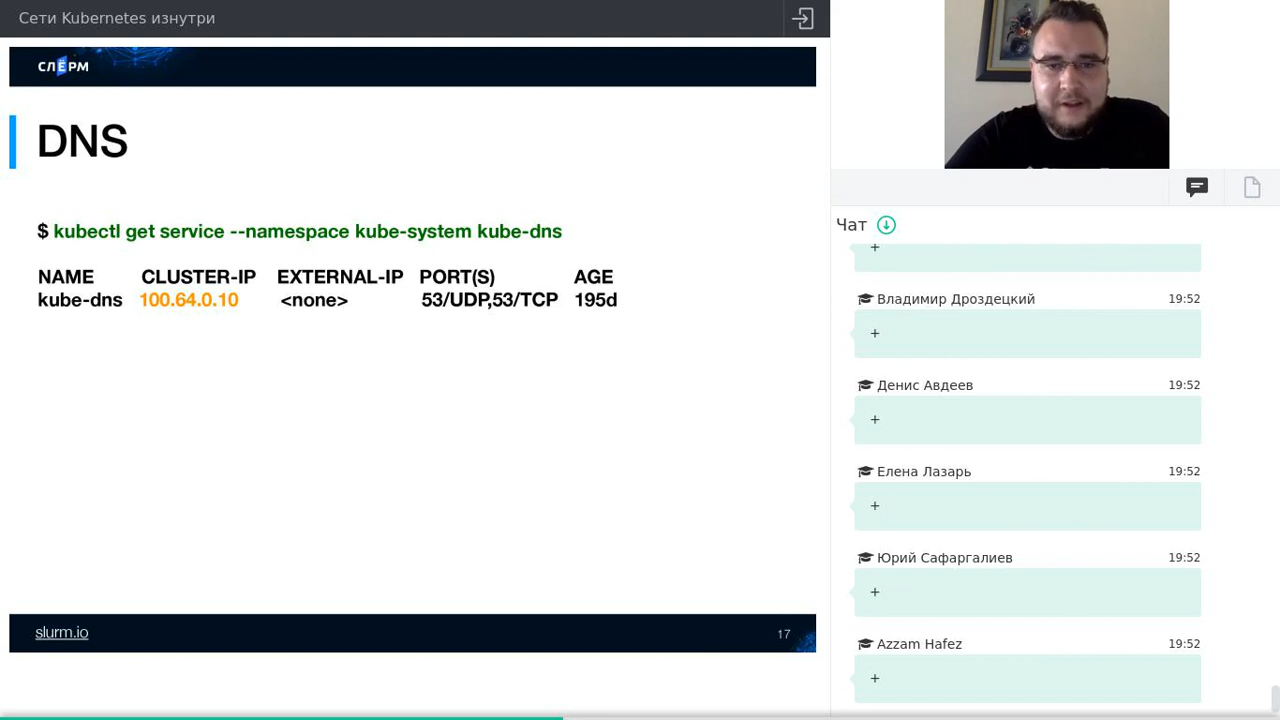 Сети Kubernetes изнутри
СЛЁРМ
DNS
$ kubectl get service --namespace kube-system kube-dns
NAME CLUSTER-IP EXTERNAL-IP PORT(S) AGE
kube-dns 100.64.0.10 <none> 53/UDP,53/TCP 195d
slurm.io
17
Чат
+
Владимир Дроздецкий 19:52
+
Денис Авдеев 19:52
+
Елена Лазарь 19:52
+
Юрий Сафаргалиев 19:52
+
Azzam Hafez 19:52
+